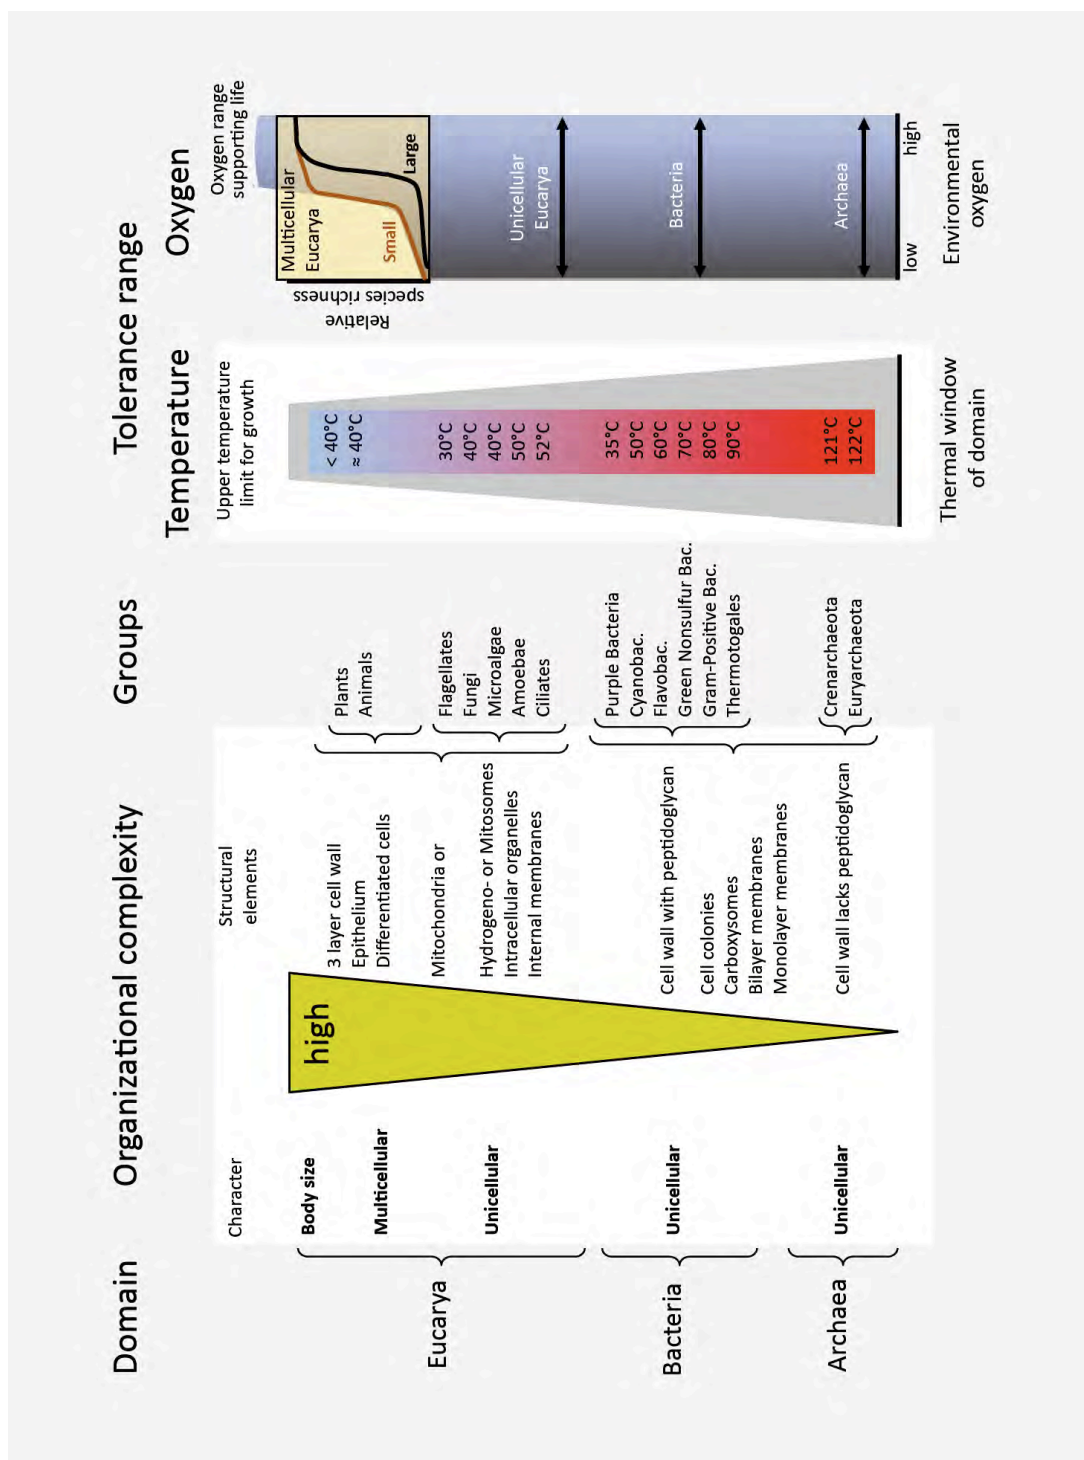 Domain
Organizational complexity
Groups
Tolerance range
Temperature
Oxygen
Character
Structural
elements
Upper temperature
limit for growth
Oxygen range
supporting life
Eucarya
Body size
Multicellular
Unicellular
high
3 layer cell wall
Epithelium
Differentiated cells
Mitochondria or
Hydrogeno- or Mitosomes
Intracellular organelles
Internal membranes
Plants
Animals
Flagellates
Fungi
Microalgae
Amoebae
Ciliates
< 40°C
≈ 40°C
30°C
40°C
40°C
50°C
52°C
Relative
species richness
Multicellular
Eucarya
Small
Large
Unicellular
Eucarya
Bacteria
Unicellular
Cell wall with peptidoglycan
Cell colonies
Carboxysomes
Bilayer membranes
Monolayer membranes
Purple Bacteria
Cyanobac.
Flavobac.
Green Nonsulfur Bac.
Gram-Positive Bac.
Thermotogales
35°C
50°C
60°C
70°C
80°C
90°C
Bacteria
Archaea
Unicellular
Cell wall lacks peptidoglycan
Crenarchaeota
Euryarchaeota
121°C
122°C
Archaea
low
high
Thermal window
of domain
Environmental
oxygen